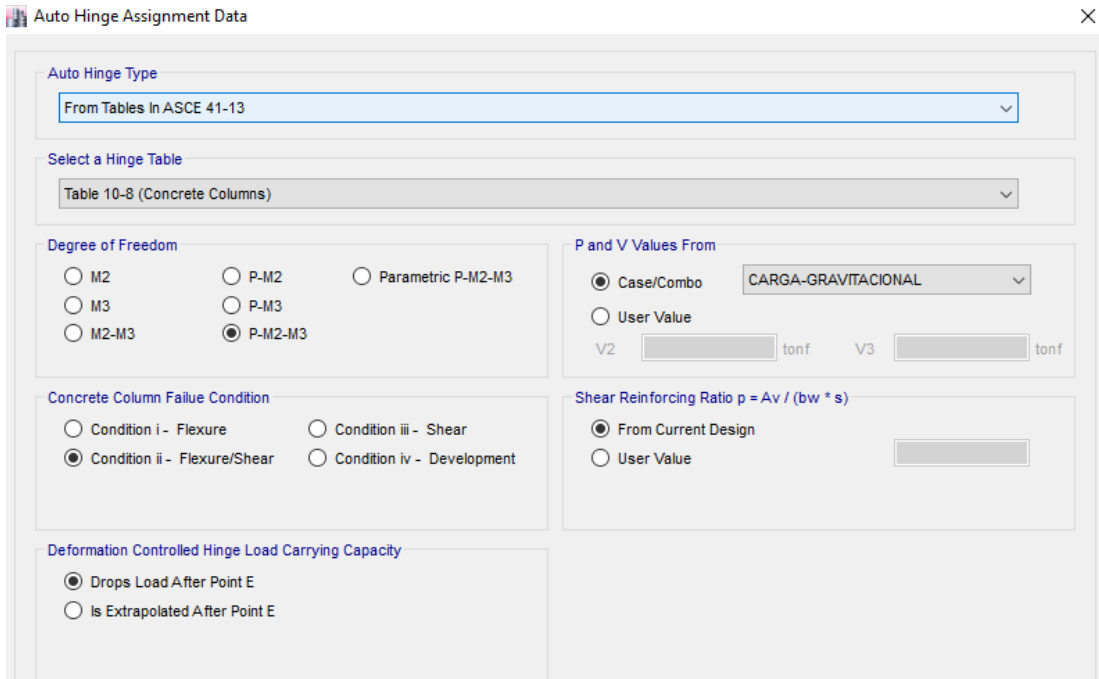 Auto Hinge Assignment Data
Auto Hinge Type
From Tables In ASCE 41-13
Select a Hinge Table
Table 10-8 (Concrete Columns)
Degree of Freedom
M2
P-M2
Parametric P-M2-M3
M3
P-M3
M2-M3
P-M2-M3
P and V Values From
Case/Combo
CARGA-GRAVITACIONAL
User Value
V2
tonf
V3
tonf
Concrete Column Failue Condition
Condition i - Flexure
Condition iii - Shear
Condition ii - Flexure/Shear
Condition iv - Development
Shear Reinforcing Ratio p = Av / (bw * s)
From Current Design
User Value
Deformation Controlled Hinge Load Carrying Capacity
Drops Load After Point E
Is Extrapolated After Point E